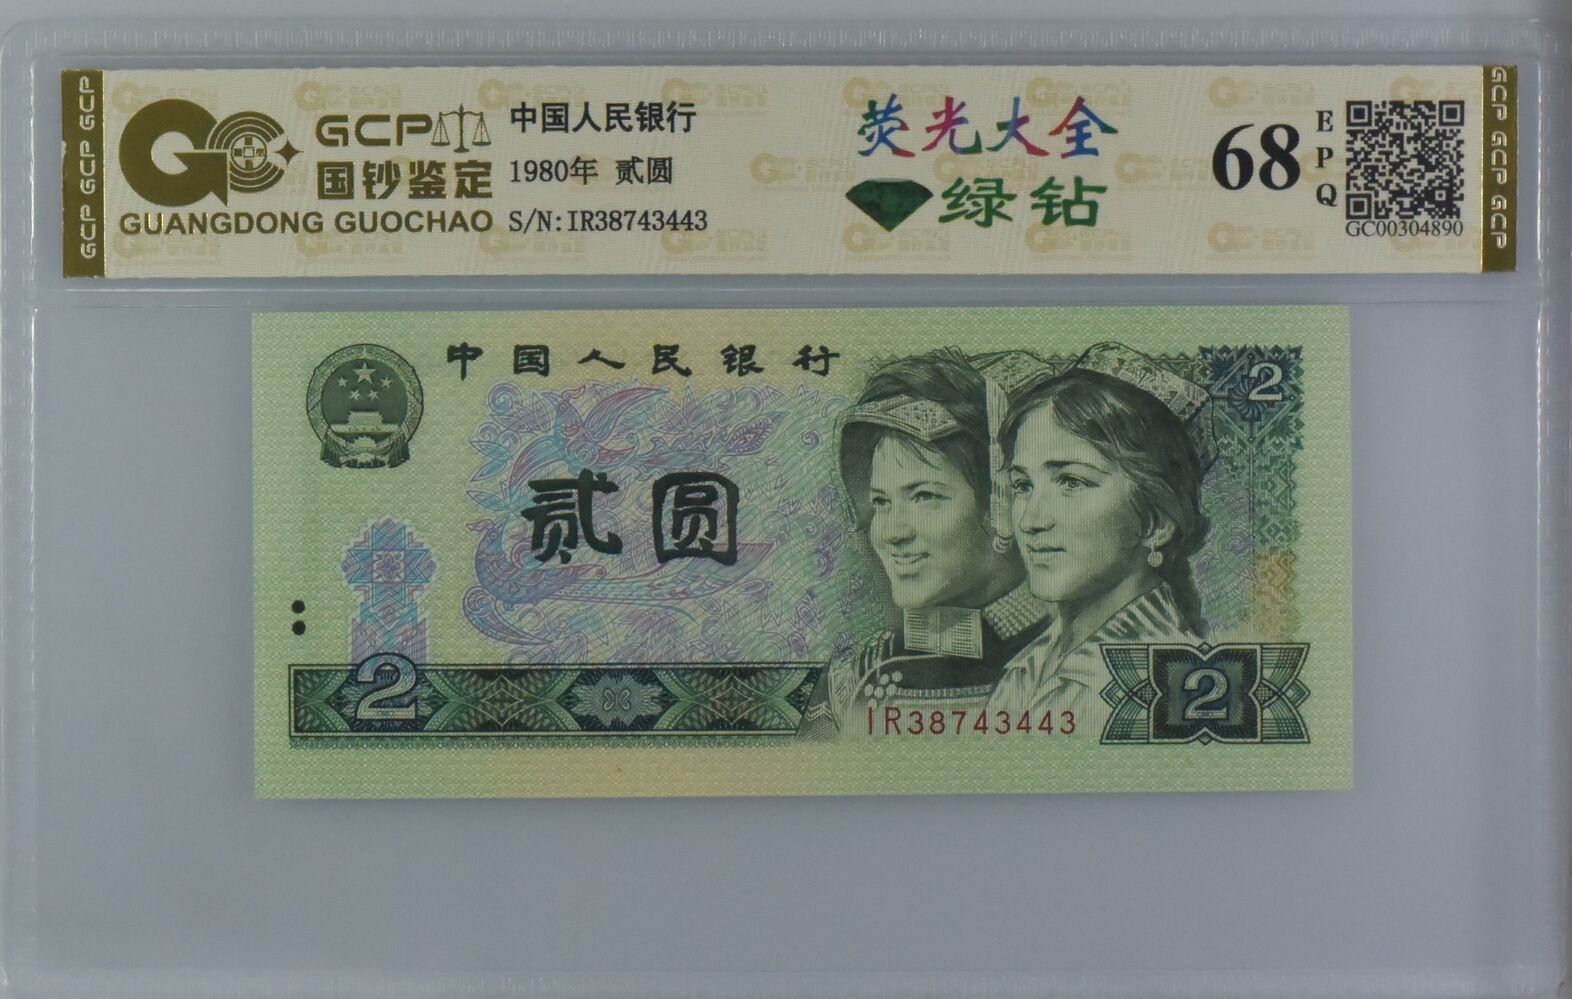 GCP GCP GCP
GCP
国钞鉴定
GUANGDONG GUOCHAO
中国人民银行
1980年 贰圆
S/N:IR38743443
荧光大全
绿钻
68
EPQ
GC00304890
GCP GCP GCP
中国人民银行
2
贰圆
2
IR38743443
2